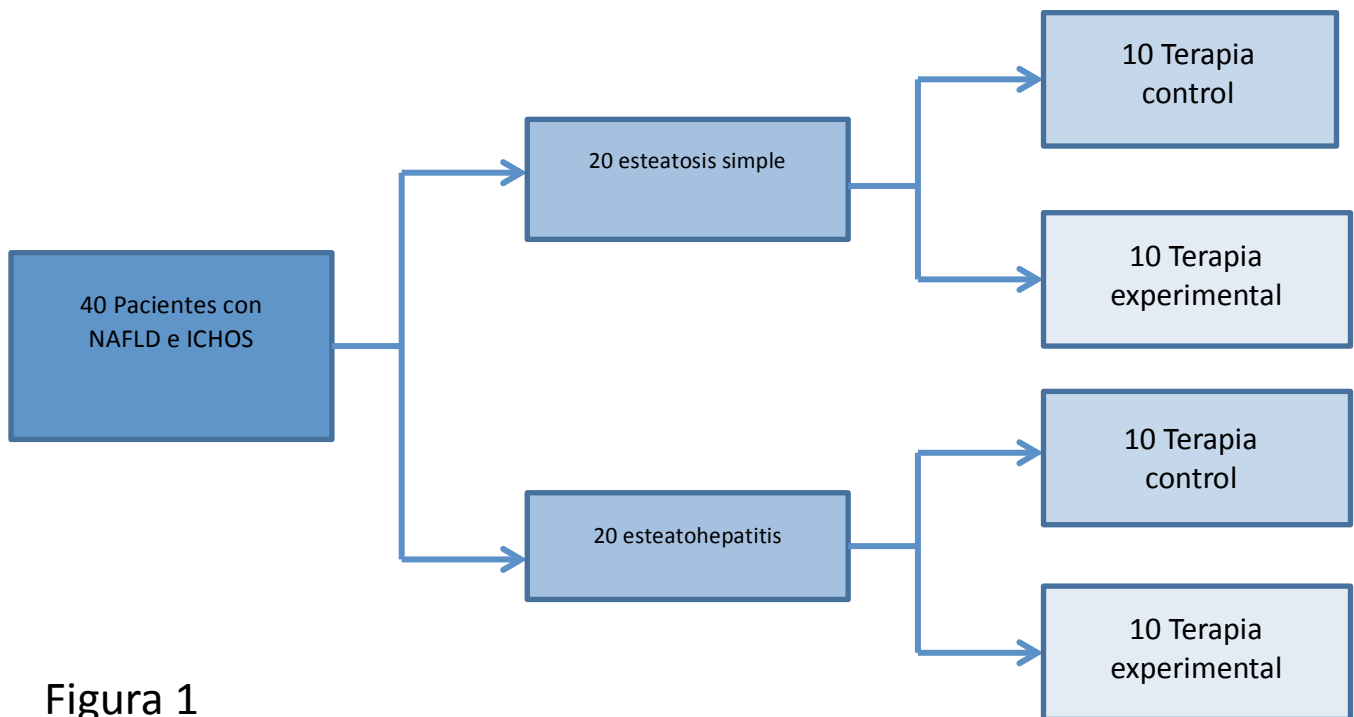 40 Pacientes con
NAFLD e ICHOS
20 esteatosis simple
10 Terapia
control
10 Terapia
experimental
20 esteatohepatitis
10 Terapia
control
10 Terapia
experimental
Figura 1